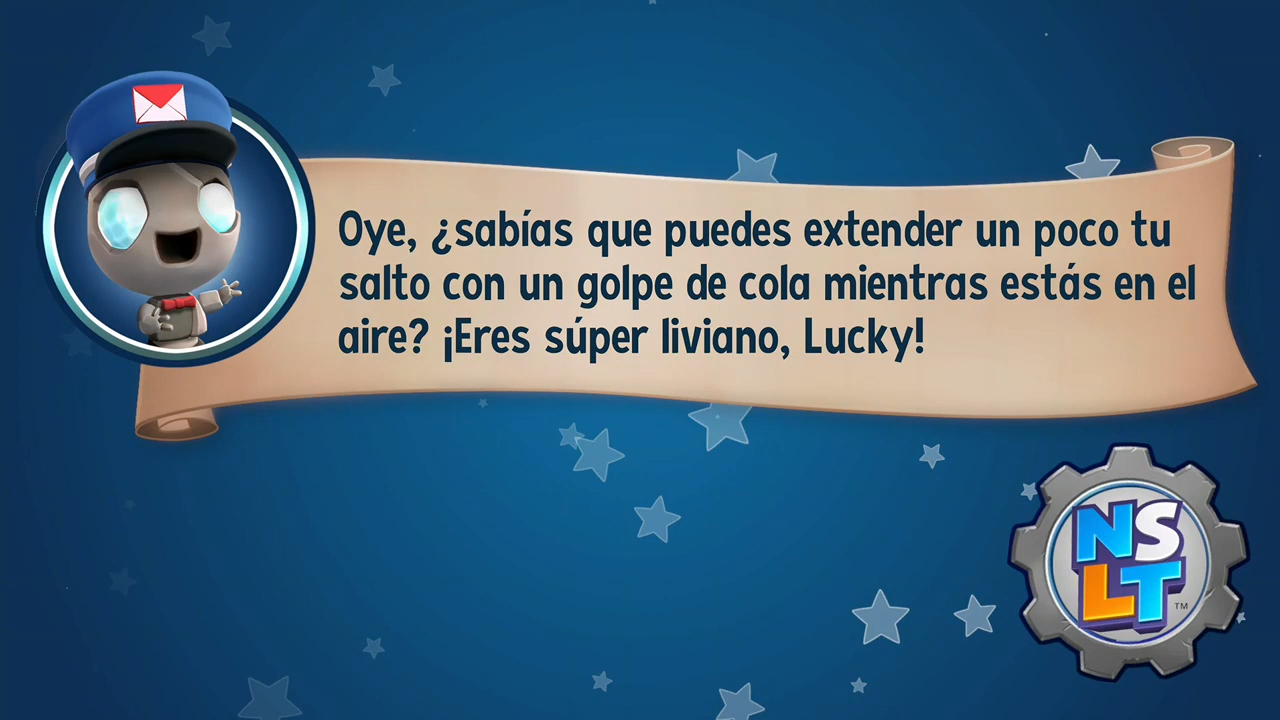 Oye, ¿sabías que puedes extender un poco tu
salto con un golpe de cola mientras estás en el
aire? ¡Eres súper liviano, Lucky!
NS
LT
TM